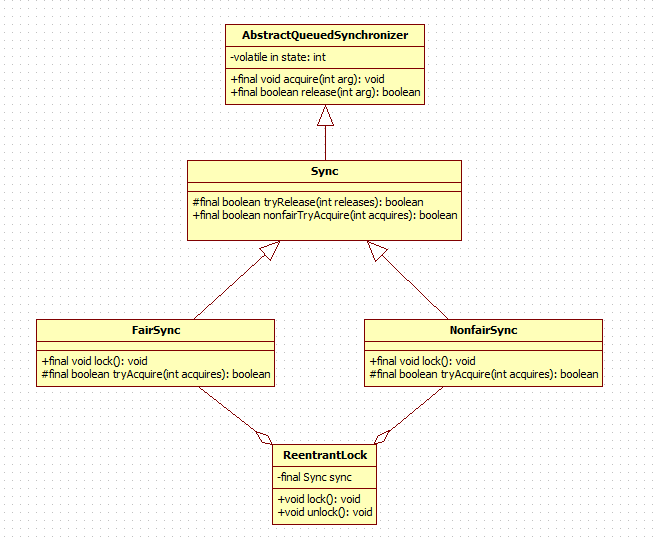 AbstractQueuedSynchronizer
-volatile in state: int
+final void acquire(int arg): void
+final boolean release(int arg): boolean
Sync
#final boolean tryRelease(int releases): boolean
+final boolean nonfairTryAcquire(int acquires): boolean
FairSync
+final void lock(): void
#final boolean tryAcquire(int acquires): boolean
NonfairSync
+final void lock(): void
#final boolean tryAcquire(int acquires): boolean
ReentrantLock
-final Sync sync
+void lock(): void
+void unlock(): void